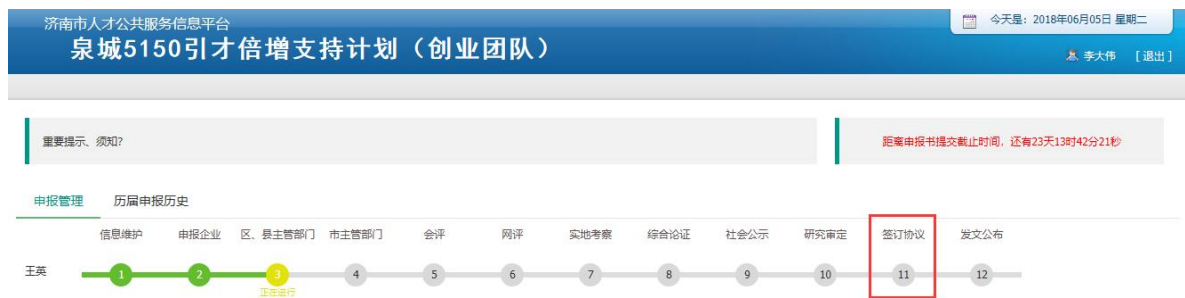 济南市人才公共服务信息平台
今天是：2018年06月05日 星期二
泉城5150引才倍增支持计划（创业团队）
李大伟 [退出]
重要提示、须知?
距离申报书提交截止时间，还有23天13时42分21秒
申报管理 历届申报历史
信息维护 申报企业 区、县主管部门 市主管部门 会评 网评 实地考察 综合论证 社会公示 研究审定 签订协议 发文公布
王英 1 2 3 4 5 6 7 8 9 10 11 12
正在进行